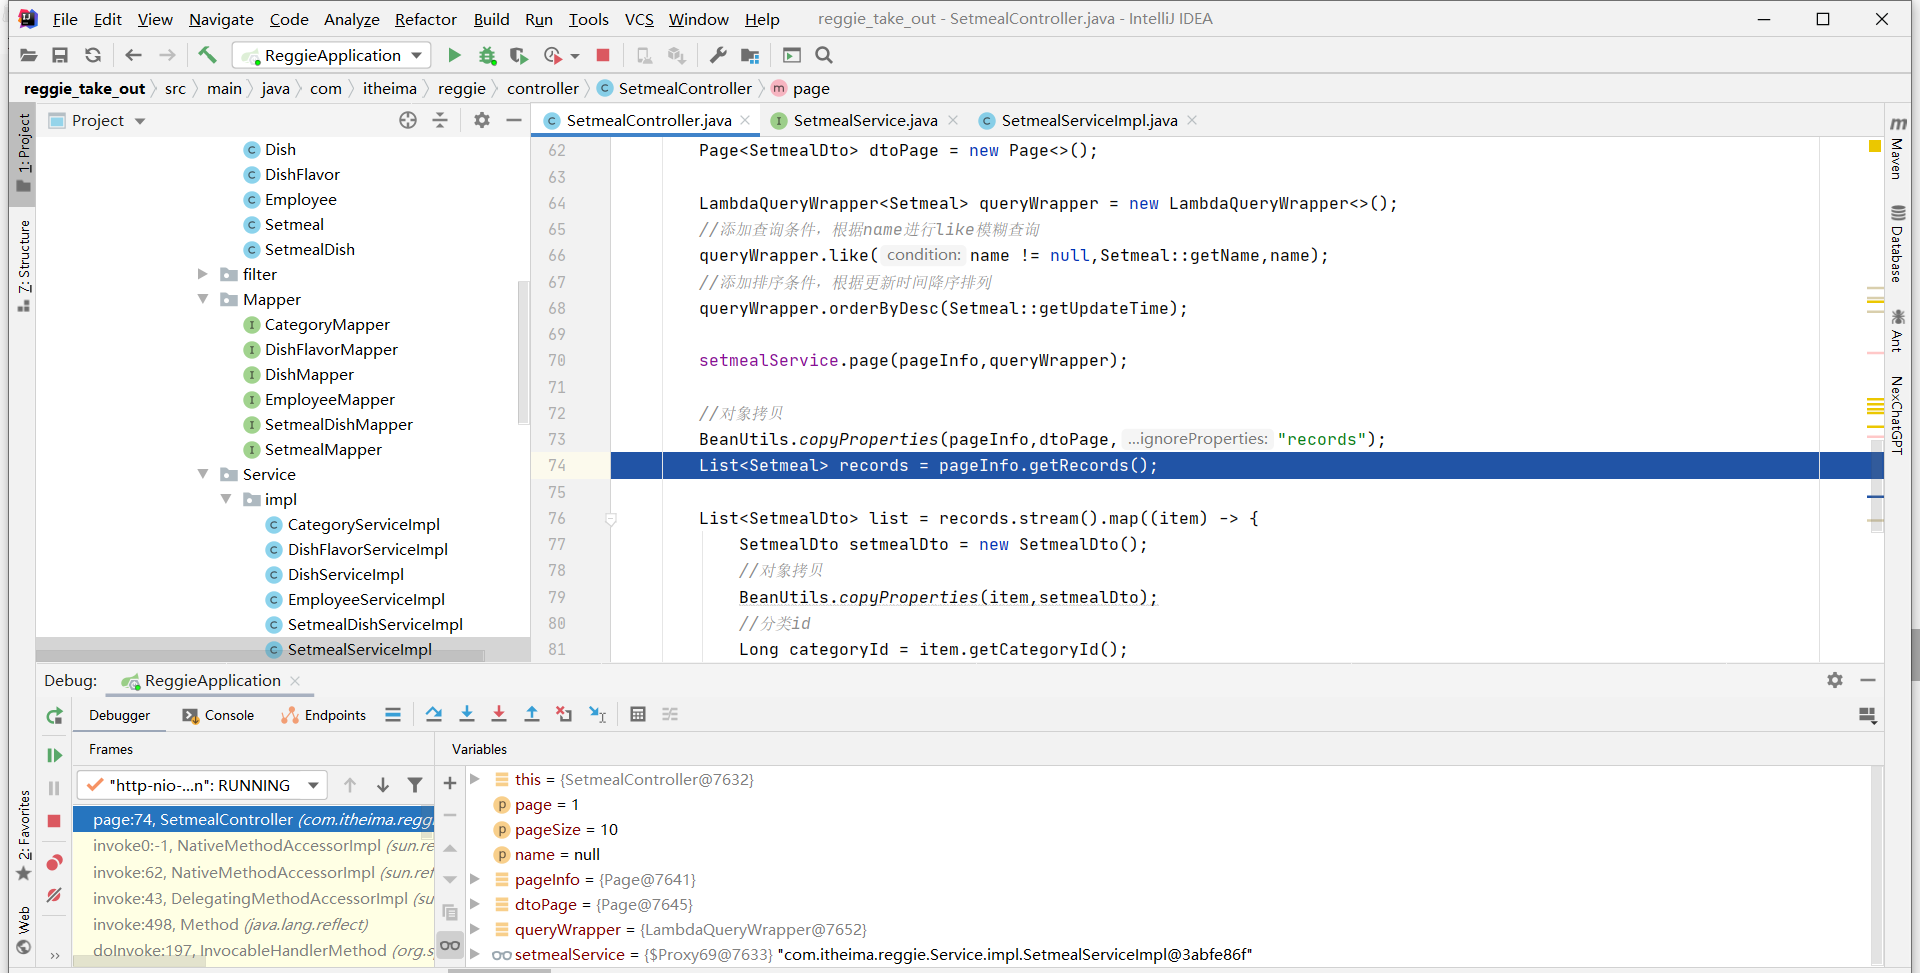 File Edit View Navigate Code Analyze Refactor Build Run Tools VCS Window Help reggie_take_out - SetmealController.java - IntelliJ IDEA
ReggieApplication
reggie_take_out src main java com itheima reggie controller SetmealController page
1: Project
7: Structure
2: Favorites
Web
Project
Dish
DishFlavor
Employee
Setmeal
SetmealDish
filter
Mapper
CategoryMapper
DishFlavorMapper
DishMapper
EmployeeMapper
SetmealDishMapper
SetmealMapper
Service
impl
CategoryServiceImpl
DishFlavorServiceImpl
DishServiceImpl
EmployeeServiceImpl
SetmealDishServiceImpl
SetmealServiceImpl
SetmealController.java SetmealService.java SetmealServiceImpl.java
62 Page<SetmealDto> dtoPage = new Page<>();
63
64 LambdaQueryWrapper<Setmeal> queryWrapper = new LambdaQueryWrapper<>();
65 //添加查询条件，根据name进行like模糊查询
66 queryWrapper.like( condition: name != null,Setmeal::getName,name);
67 //添加排序条件，根据更新时间降序排列
68 queryWrapper.orderByDesc(Setmeal::getUpdateTime);
69
70 setmealService.page(pageInfo,queryWrapper);
71
72 //对象拷贝
73 BeanUtils.copyProperties(pageInfo,dtoPage, ...ignoreProperties: "records");
74 List<Setmeal> records = pageInfo.getRecords();
75
76 List<SetmealDto> list = records.stream().map((item) -> {
77 SetmealDto setmealDto = new SetmealDto();
78 //对象拷贝
79 BeanUtils.copyProperties(item,setmealDto);
80 //分类id
81 Long categoryId = item.getCategoryId();
m Maven
Database
Ant
NexChatGPT
Debug: ReggieApplication
Debugger Console Endpoints
Frames
"http-nio-...n": RUNNING
page:74, SetmealController (com.itheima.regg
invoke0:-1, NativeMethodAccessorImpl (sun.re
invoke:62, NativeMethodAccessorImpl (sun.ref
invoke:43, DelegatingMethodAccessorImpl (su
invoke:498, Method (java.lang.reflect)
doInvoke:197, InvocableHandlerMethod (org.s
Variables
this = {SetmealController@7632}
page = 1
pageSize = 10
name = null
pageInfo = {Page@7641}
dtoPage = {Page@7645}
queryWrapper = {LambdaQueryWrapper@7652}
setmealService = {$Proxy69@7633} "com.itheima.reggie.Service.impl.SetmealServiceImpl@3abfe86f"